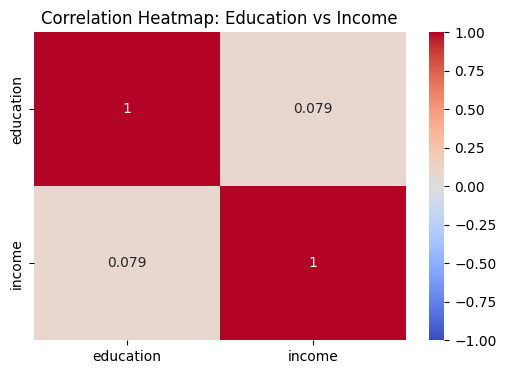 Correlation Heatmap: Education vs Income
education
1
0.079
income
0.079
1
education
income
1.00
0.75
0.50
0.25
0.00
−0.25
−0.50
−0.75
−1.00